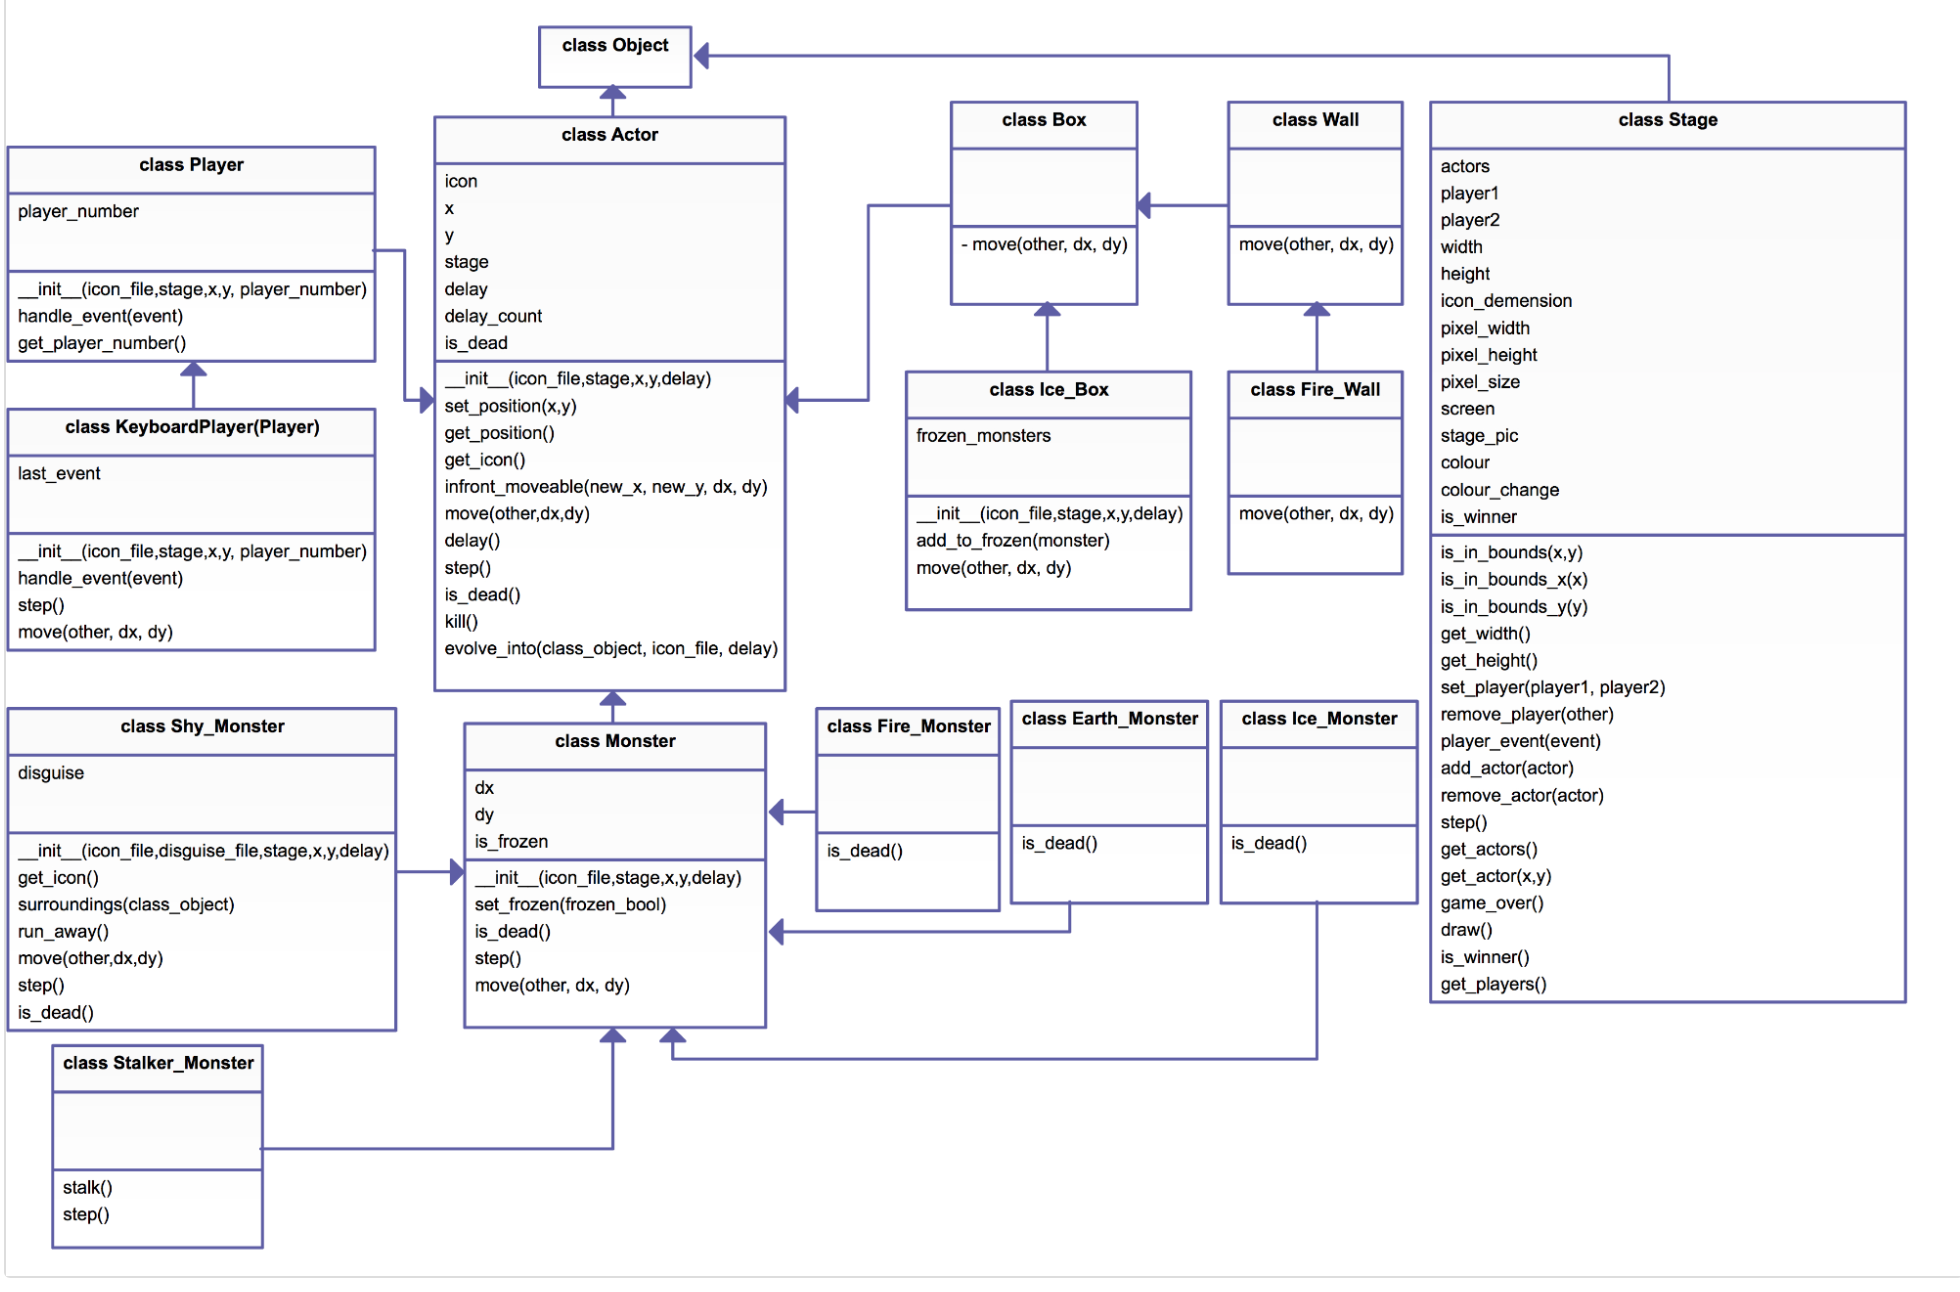 class Object
class Player
player_number
__init__(icon_file,stage,x,y, player_number)
handle_event(event)
get_player_number()
class KeyboardPlayer(Player)
last_event
__init__(icon_file,stage,x,y, player_number)
handle_event(event)
step()
move(other, dx, dy)
class Actor
icon
x
y
stage
delay
delay_count
is_dead
__init__(icon_file,stage,x,y,delay)
set_position(x,y)
get_position()
get_icon()
infront_moveable(new_x, new_y, dx, dy)
move(other,dx,dy)
delay()
step()
is_dead()
kill()
evolve_into(class_object, icon_file, delay)
class Box
- move(other, dx, dy)
class Wall
move(other, dx, dy)
class Ice_Box
frozen_monsters
__init__(icon_file,stage,x,y,delay)
add_to_frozen(monster)
move(other, dx, dy)
class Fire_Wall
move(other, dx, dy)
class Stage
actors
player1
player2
width
height
icon_demension
pixel_width
pixel_height
pixel_size
screen
stage_pic
colour
colour_change
is_winner
is_in_bounds(x,y)
is_in_bounds_x(x)
is_in_bounds_y(y)
get_width()
get_height()
set_player(player1, player2)
remove_player(other)
player_event(event)
add_actor(actor)
remove_actor(actor)
step()
get_actors()
get_actor(x,y)
game_over()
draw()
is_winner()
get_players()
class Shy_Monster
disguise
__init__(icon_file,disguise_file,stage,x,y,delay)
get_icon()
surroundings(class_object)
run_away()
move(other,dx,dy)
step()
is_dead()
class Monster
dx
dy
is_frozen
__init__(icon_file,stage,x,y,delay)
set_frozen(frozen_bool)
is_dead()
step()
move(other, dx, dy)
class Fire_Monster
is_dead()
class Earth_Monster
is_dead()
class Ice_Monster
is_dead()
class Stalker_Monster
stalk()
step()